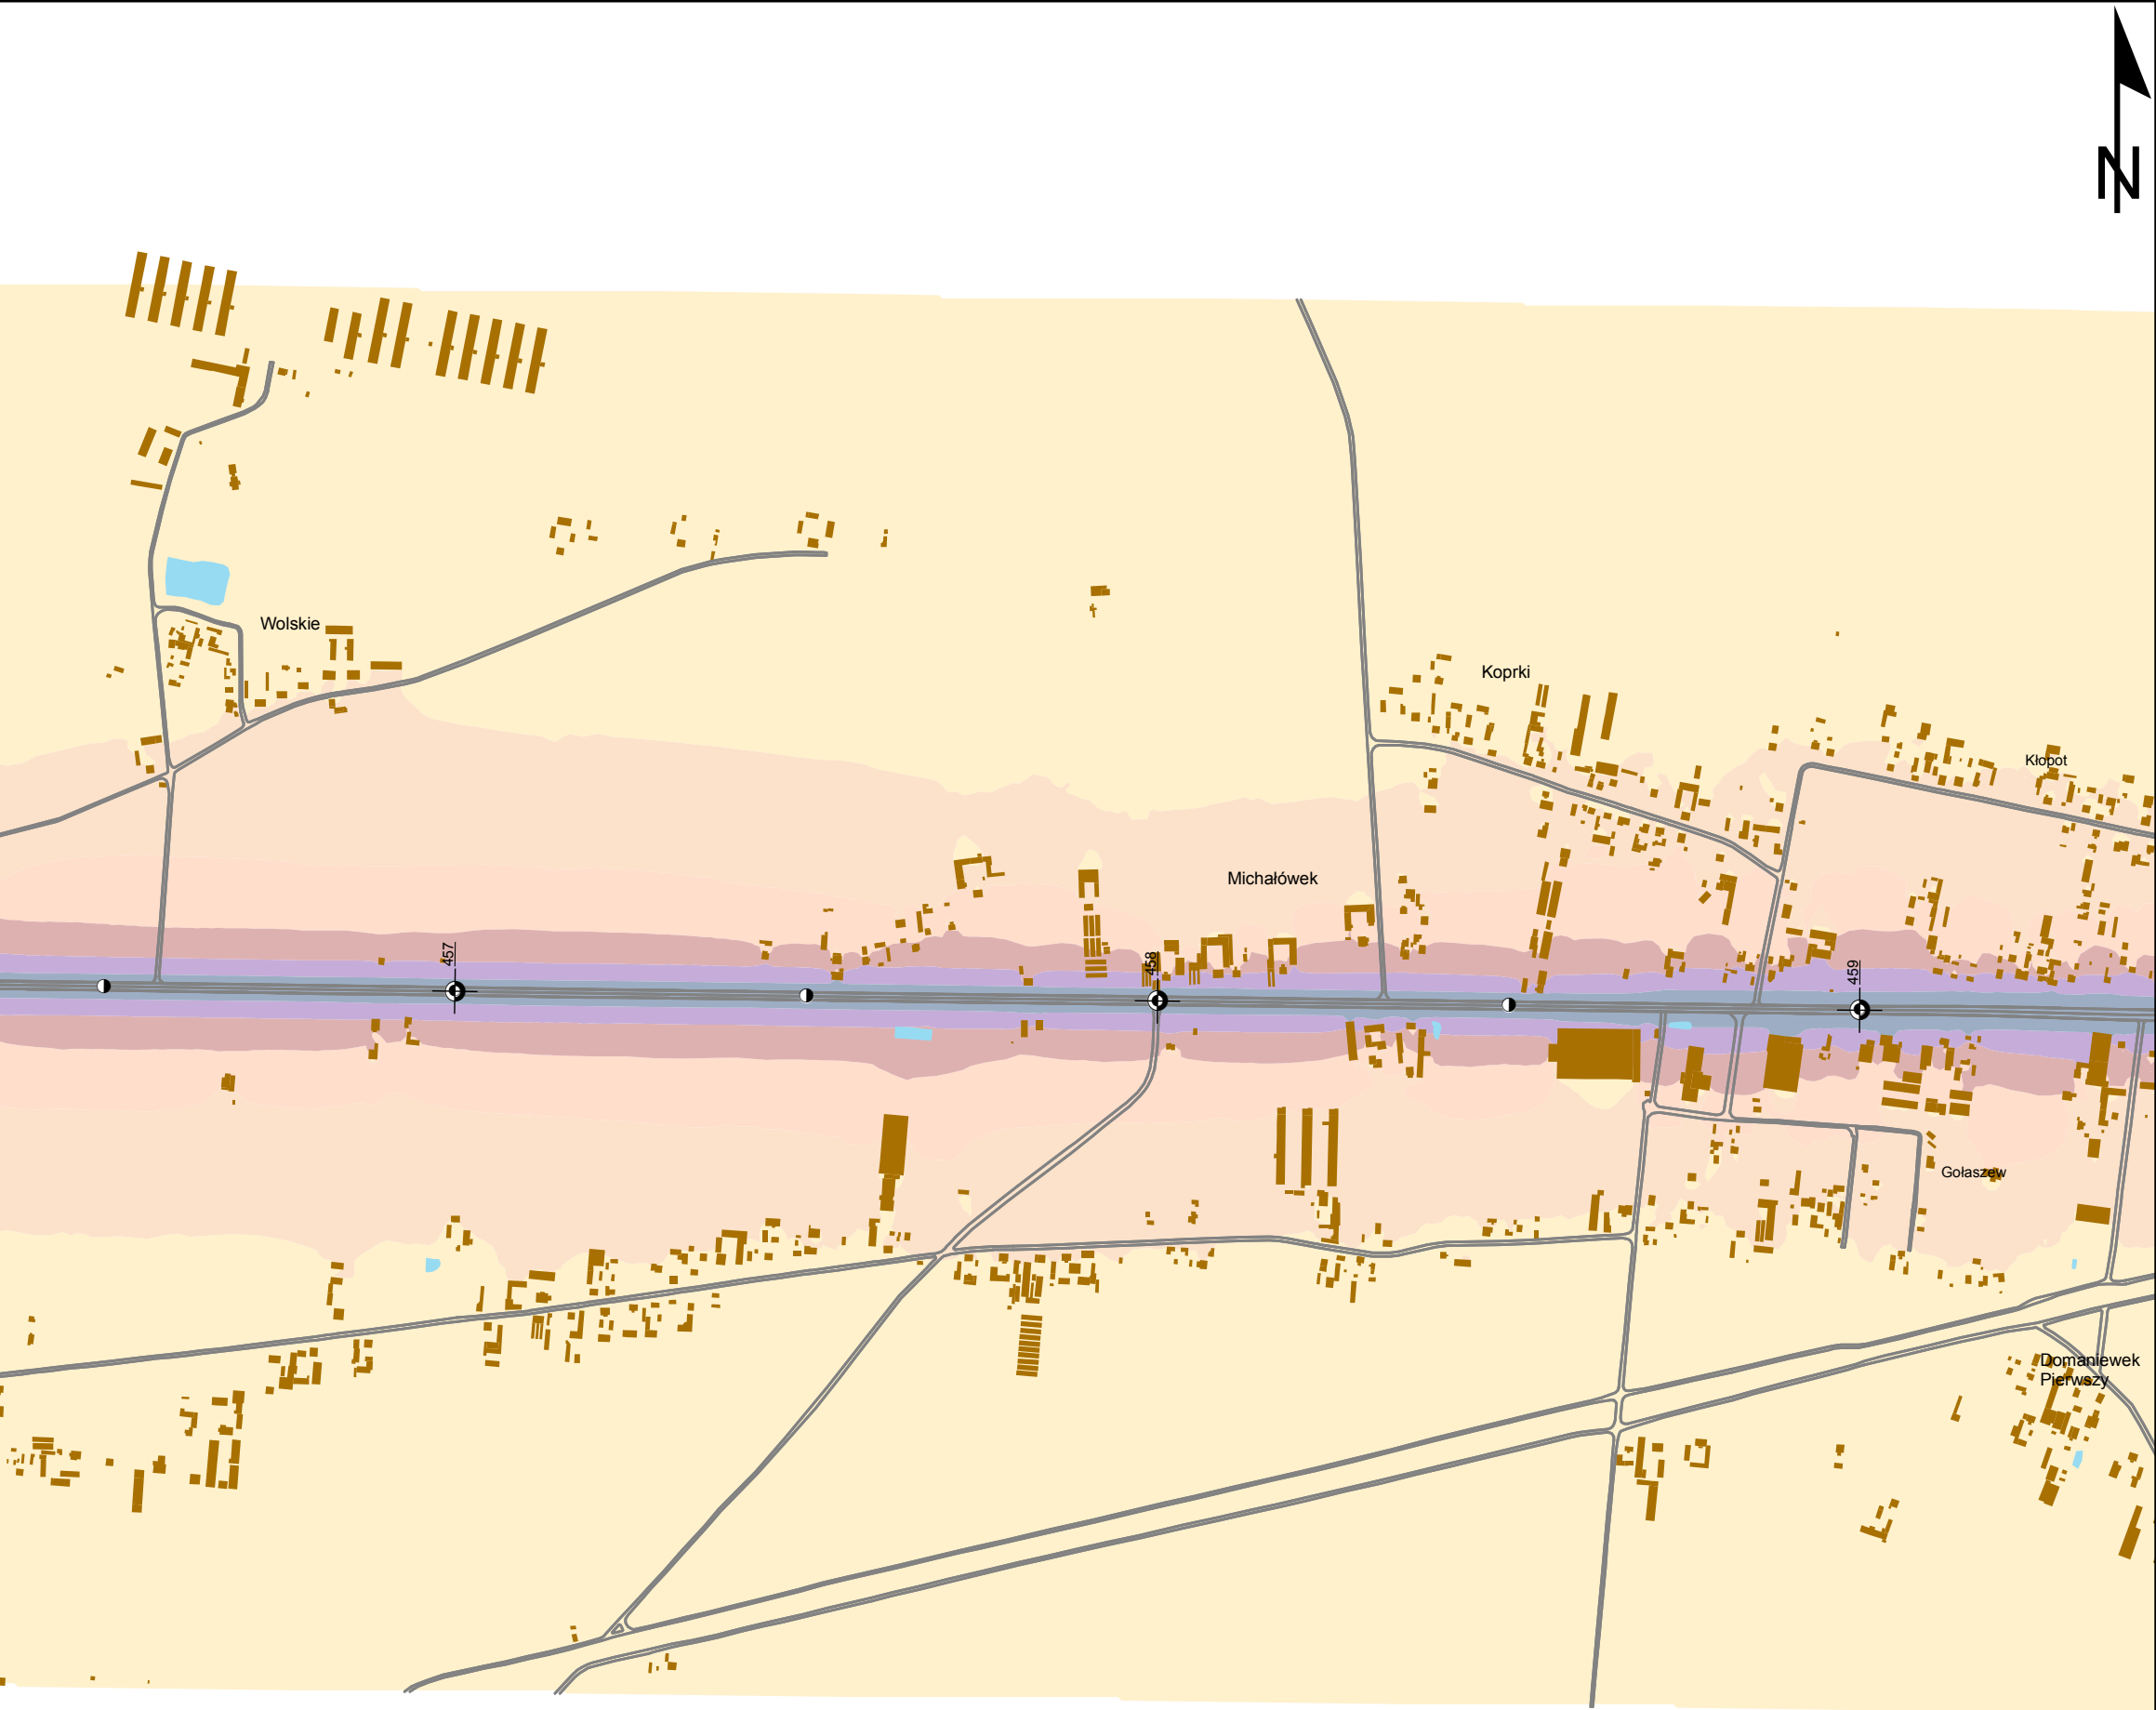 N
Wolskie
Koprki
Kłopot
Michałówek
457
458
459
Gołaszew
Domaniewek
Pierwszy